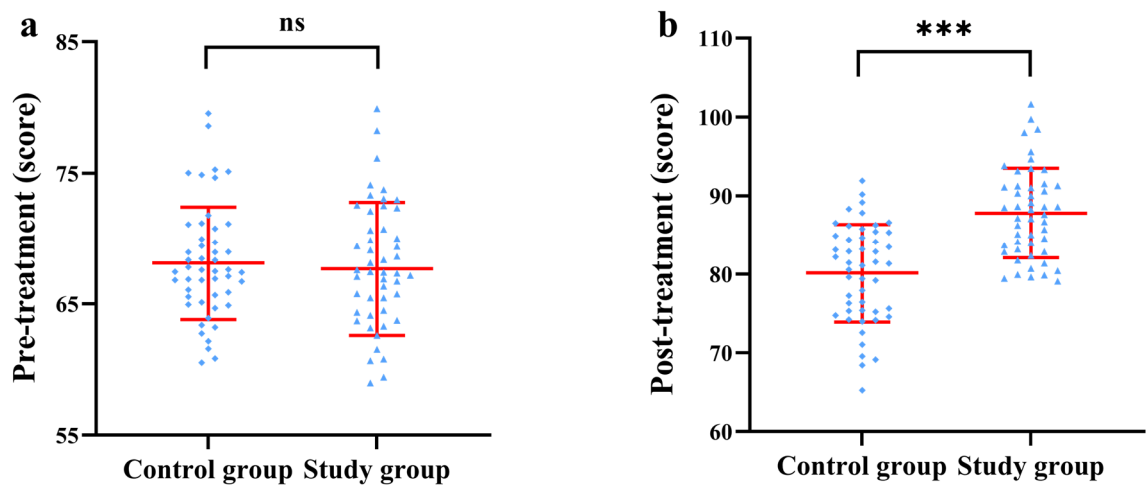 a
ns
Pre-treatment (score)
85
75
65
55
Control group
Study group
b
***
Post-treatment (score)
110
100
90
80
70
60
Control group
Study group